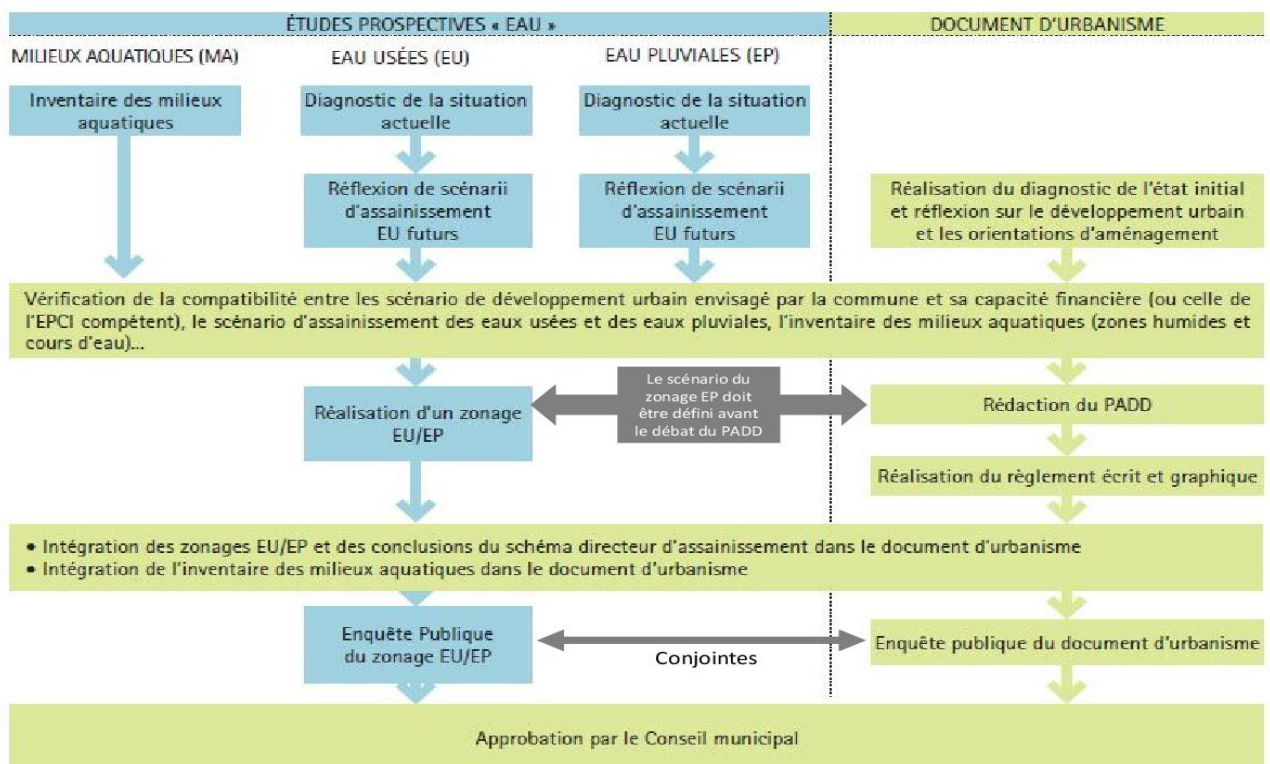 ÉTUDES PROSPECTIVES « EAU »
DOCUMENT D'URBANISME
MILIEUX AQUATIQUES (MA)
EAU USÉES (EU)
EAU PLUVIALES (EP)
Inventaire des milieux
aquatiques
Diagnostic de la situation
actuelle
Diagnostic de la situation
actuelle
Réflexion de scénarii
d'assainissement
EU futurs
Réflexion de scénarii
d'assainissement
EU futurs
Réalisation du diagnostic de l'état initial
et réflexion sur le développement urbain
et les orientations d'aménagement
Vérification de la compatibilité entre les scénario de développement urbain envisagé par la commune et sa capacité financière (ou celle de
l'EPCI compétent), le scénario d'assainissement des eaux usées et des eaux pluviales, l'inventaire des milieux aquatiques (zones humides et
cours d'eau)...
Réalisation d'un zonage
EU/EP
Le scénario du
zonage EP doit
être défini avant
le débat du PADD
Rédaction du PADD
Réalisation du règlement écrit et graphique
• Intégration des zonages EU/EP et des conclusions du schéma directeur d'assainissement dans le document d'urbanisme
• Intégration de l'inventaire des milieux aquatiques dans le document d'urbanisme
Enquête Publique
du zonage EU/EP
Conjointes
Enquête publique du document d'urbanisme
Approbation par le Conseil municipal